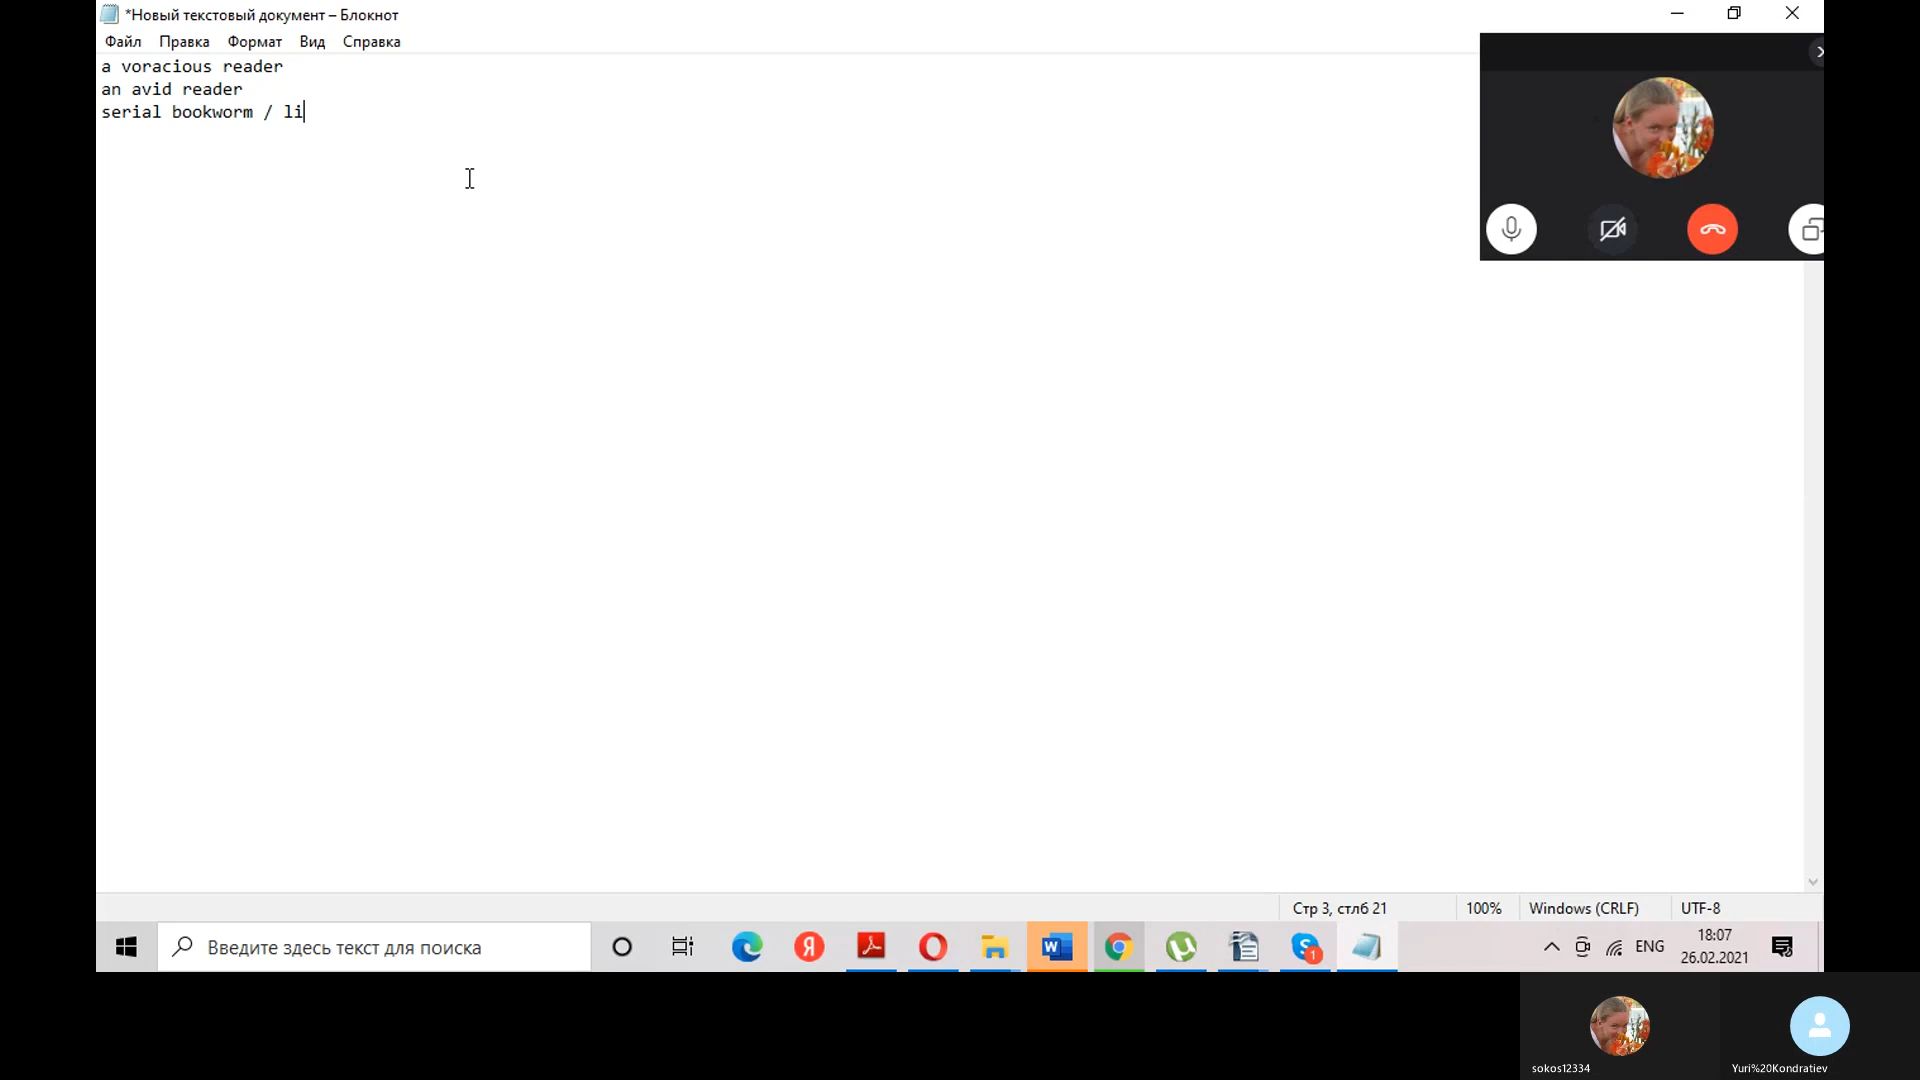 *Новый текстовый документ – Блокнот
Файл Правка Формат Вид Справка
a voracious reader
an avid reader
serial bookworm / li
Стр 3, стлб 21 100% Windows (CRLF) UTF-8
Введите здесь текст для поиска
1
ENG
18:07
26.02.2021
sokos12334
Yuri%20Kondratiev